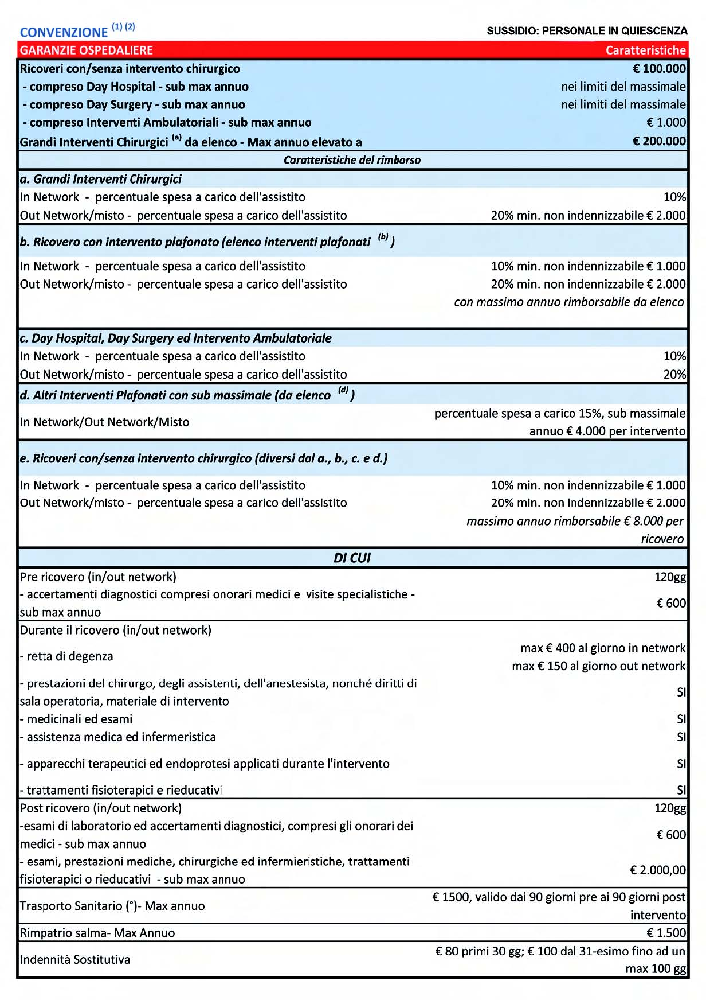 CONVENZIONE (1) (2)
SUSSIDIO: PERSONALE IN QUIESCENZA
GARANZIE OSPEDALIERE Caratteristiche
Ricoveri con/senza intervento chirurgico € 100.000
- compreso Day Hospital - sub max annuo nei limiti del massimale
- compreso Day Surgery - sub max annuo nei limiti del massimale
- compreso Interventi Ambulatoriali - sub max annuo € 1.000
Grandi Interventi Chirurgici (a) da elenco - Max annuo elevato a € 200.000
Caratteristiche del rimborso
a. Grandi Interventi Chirurgici
In Network - percentuale spesa a carico dell'assistito 10%
Out Network/misto - percentuale spesa a carico dell'assistito 20% min. non indennizzabile € 2.000
b. Ricovero con intervento plafonato (elenco interventi plafonati (b) )
In Network - percentuale spesa a carico dell'assistito 10% min. non indennizzabile € 1.000
Out Network/misto - percentuale spesa a carico dell'assistito 20% min. non indennizzabile € 2.000
con massimo annuo rimborsabile da elenco
c. Day Hospital, Day Surgery ed Intervento Ambulatoriale
In Network - percentuale spesa a carico dell'assistito 10%
Out Network/misto - percentuale spesa a carico dell'assistito 20%
d. Altri Interventi Plafonati con sub massimale (da elenco (d) )
In Network/Out Network/Misto
percentuale spesa a carico 15%, sub massimale
annuo € 4.000 per intervento
e. Ricoveri con/senza intervento chirurgico (diversi dal a., b., c. e d.)
In Network - percentuale spesa a carico dell'assistito 10% min. non indennizzabile € 1.000
Out Network/misto - percentuale spesa a carico dell'assistito 20% min. non indennizzabile € 2.000
massimo annuo rimborsabile € 8.000 per
ricovero
DI CUI
Pre ricovero (in/out network) 120gg
- accertamenti diagnostici compresi onorari medici e visite specialistiche -
sub max annuo
€ 600
Durante il ricovero (in/out network)
- retta di degenza
max € 400 al giorno in network
max € 150 al giorno out network
- prestazioni del chirurgo, degli assistenti, dell'anestesista, nonché diritti di
sala operatoria, materiale di intervento
SI
- medicinali ed esami SI
- assistenza medica ed infermeristica SI
- apparecchi terapeutici ed endoprotesi applicati durante l'intervento SI
- trattamenti fisioterapici e rieducativi SI
Post ricovero (in/out network) 120gg
-esami di laboratorio ed accertamenti diagnostici, compresi gli onorari dei
medici - sub max annuo
€ 600
- esami, prestazioni mediche, chirurgiche ed infermieristiche, trattamenti
fisioterapici o rieducativi - sub max annuo
€ 2.000,00
Trasporto Sanitario (°)- Max annuo
€ 1500, valido dai 90 giorni pre ai 90 giorni post
intervento
Rimpatrio salma- Max Annuo € 1.500
Indennità Sostitutiva
€ 80 primi 30 gg; € 100 dal 31-esimo fino ad un
max 100 gg